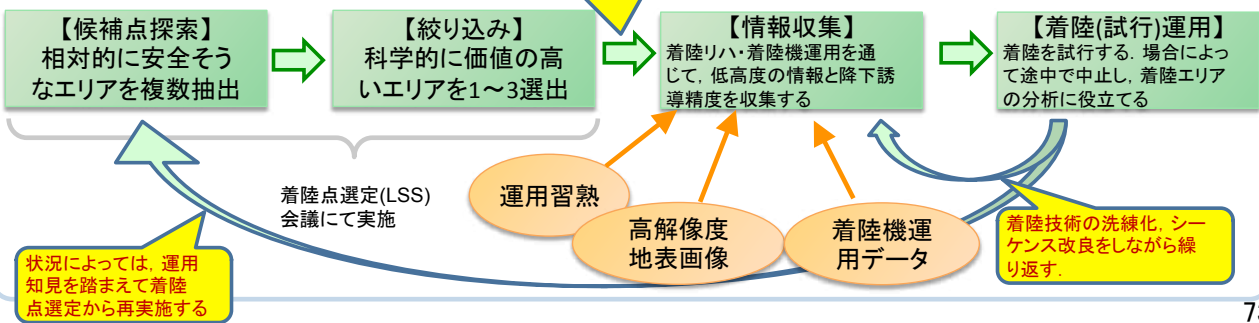 【候補点探索】
相対的に安全そう
なエリアを複数抽出
【絞り込み】
科学的に価値の高
いエリアを1~3選出
【情報収集】
着陸リハ・着陸機運用を通
じて, 低高度の情報と降下誘
導精度を収集する
【着陸(試行)運用】
着陸を試行する. 場合によっ
て途中で中止し, 着陸エリア
の分析に役立てる
着陸点選定(LSS)
会議にて実施
運用習熟
高解像度
地表画像
着陸機運
用データ
状況によっては, 運用
知見を踏まえて着陸
点選定から再実施する
着陸技術の洗練化, シー
ケンス改良をしながら繰
り返す.